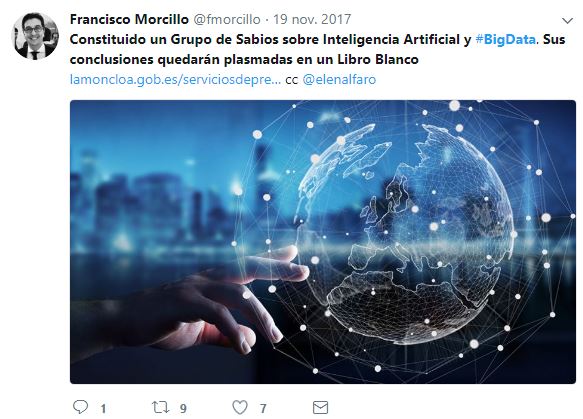 Francisco Morcillo @fmorcillo · 19 nov. 2017
Constituido un Grupo de Sabios sobre Inteligencia Artificial y #BigData. Sus
conclusiones quedarán plasmadas en un Libro Blanco
lamoncloa.gob.es/serviciosdepre... cc @elenalfaro
1 9 7